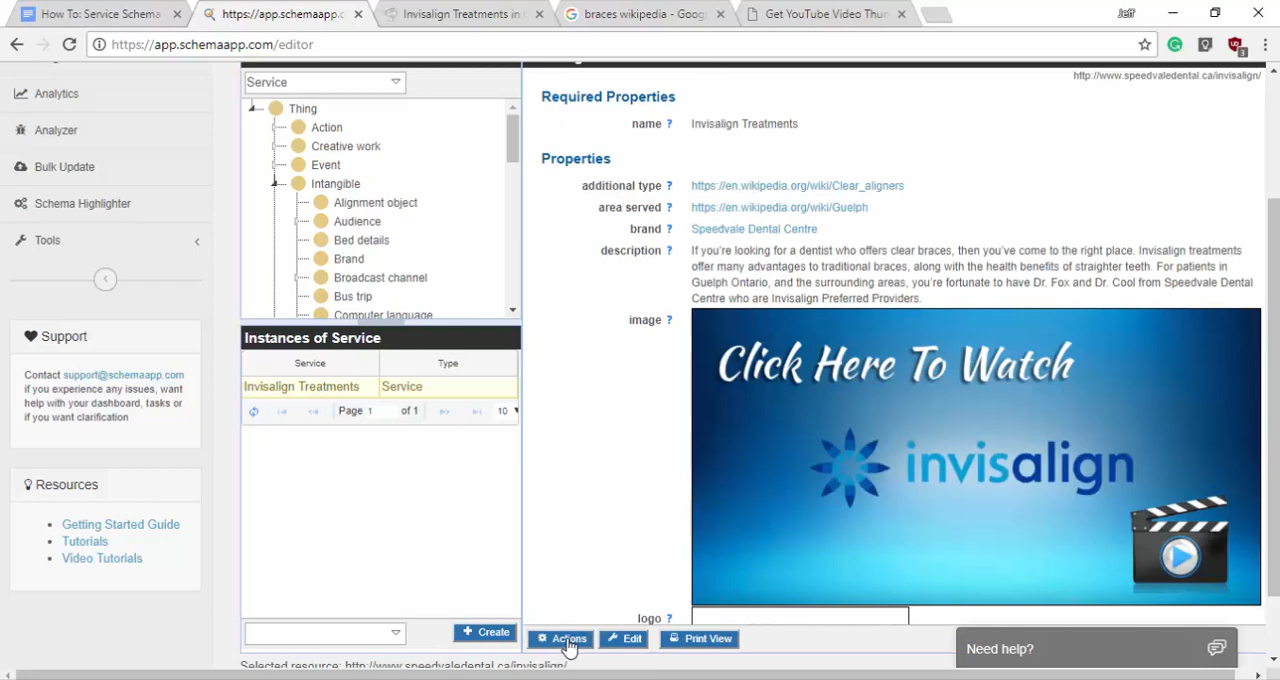 How To: Service Schema
https://app.schemaapp.c
Invisalign Treatments in
braces wikipedia - Goog
Get YouTube Video Thu
Jeff
https://app.schemaapp.com/editor
Analytics
Analyzer
Bulk Update
Schema Highlighter
Tools
Support
Contact support@schemaapp.com
if you experience any issues, want
help with your dashboard, tasks or
if you want clarification
Resources
Getting Started Guide
Tutorials
Video Tutorials
Service
Thing
Action
Creative work
Event
Intangible
Alignment object
Audience
Bed details
Brand
Broadcast channel
Bus trip
Computer language
Instances of Service
Service Type
Invisalign Treatments Service
Page 1 of 1 10
Create
http://www.speedvaledental.ca/invisalign/
Required Properties
name ? Invisalign Treatments
Properties
additional type ? https://en.wikipedia.org/wiki/Clear_aligners
area served ? https://en.wikipedia.org/wiki/Guelph
brand ? Speedvale Dental Centre
description ? If you're looking for a dentist who offers clear braces, then you've come to the right place. Invisalign treatments
offer many advantages to traditional braces, along with the health benefits of straighter teeth. For patients in
Guelph Ontario, and the surrounding areas, you're fortunate to have Dr. Fox and Dr. Cool from Speedvale Dental
Centre who are Invisalign Preferred Providers.
image ?
Click Here To Watch
invisalign
logo ?
Actions Edit Print View
Need help?
Selected resource: http://www.speedvaledental.ca/invisalign/